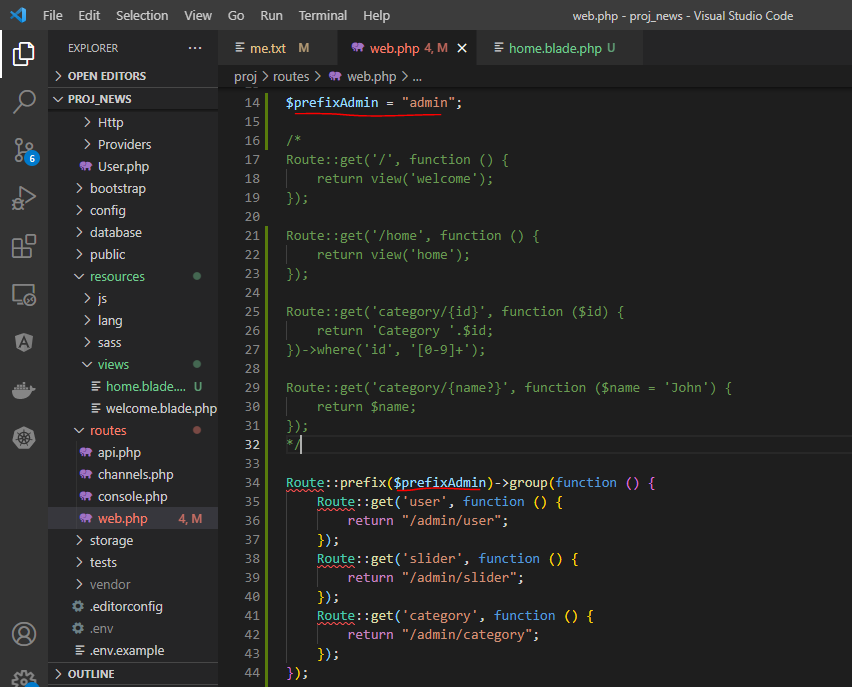 File Edit Selection View Go Run Terminal Help web.php - proj_news - Visual Studio Code
EXPLORER ...
me.txt M
web.php 4, M
home.blade.php U
OPEN EDITORS
proj > routes > web.php > ...
PROJ_NEWS
Http
Providers
User.php
bootstrap
config
database
public
resources
js
lang
sass
views
home.blade.... U
welcome.blade.php
routes
api.php
channels.php
console.php
web.php 4, M
storage
tests
vendor
.editorconfig
.env
.env.example
OUTLINE
6
14 $prefixAdmin = "admin";
15
16 /*
17 Route::get('/', function () {
18     return view('welcome');
19 });
20
21 Route::get('/home', function () {
22     return view('home');
23 });
24
25 Route::get('category/{id}', function ($id) {
26     return 'Category '.$id;
27 })->where('id', '[0-9]+');
28
29 Route::get('category/{name?}', function ($name = 'John') {
30     return $name;
31 });
32 */
33
34 Route::prefix($prefixAdmin)->group(function () {
35     Route::get('user', function () {
36         return "/admin/user";
37     });
38     Route::get('slider', function () {
39         return "/admin/slider";
40     });
41     Route::get('category', function () {
42         return "/admin/category";
43     });
44 });